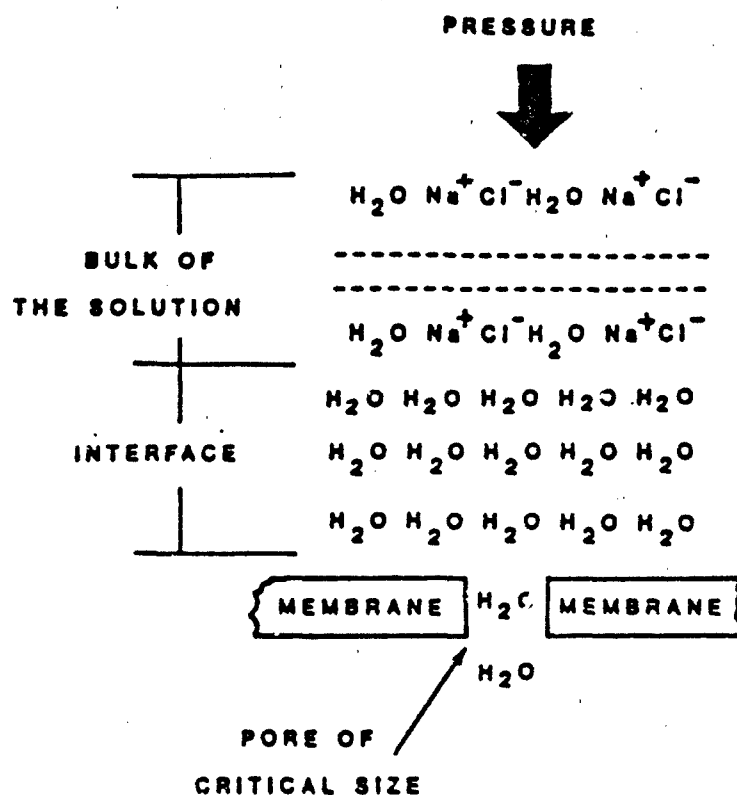 PRESSURE
H₂O Na⁺Cl⁻H₂O Na⁺Cl⁻
BULK OF
THE SOLUTION
H₂O Na⁺Cl⁻H₂O Na⁺Cl⁻
H₂O H₂O H₂O H₂O H₂O
INTERFACE
H₂O H₂O H₂O H₂O H₂O
H₂O H₂O H₂O H₂O H₂O
MEMBRANE H₂O MEMBRANE
H₂O
PORE OF
CRITICAL SIZE